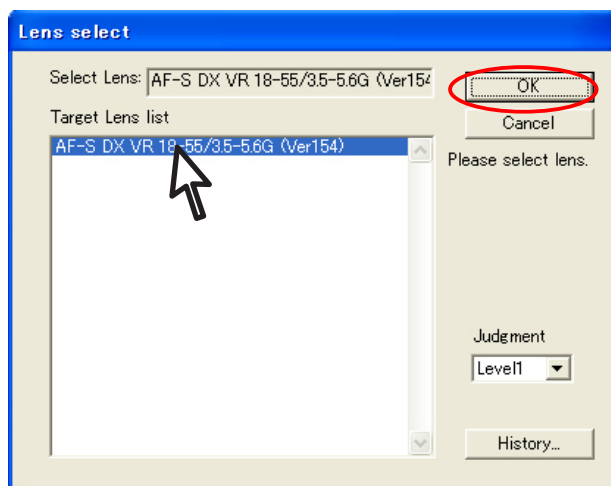 Lens select
Select Lens: AF-S DX VR 18-55/3.5-5.6G (Ver154
OK
Target Lens list
Cancel
AF-S DX VR 18-55/3.5-5.6G (Ver154)
Please select lens.
Judgment
Level1
History...